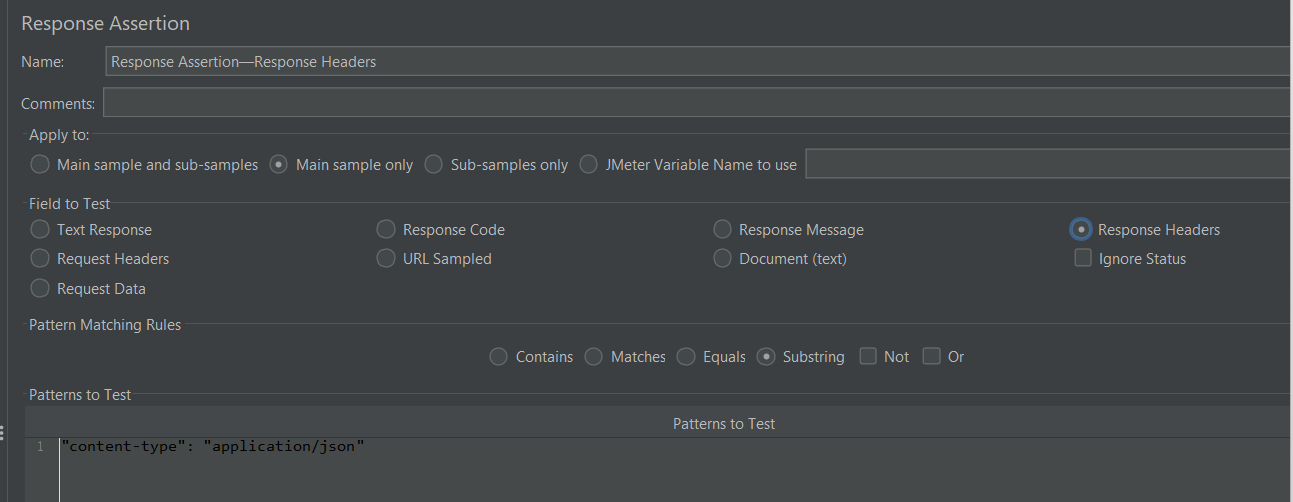 Response Assertion
Name: Response Assertion—Response Headers
Comments:
Apply to:
Main sample and sub-samples Main sample only Sub-samples only JMeter Variable Name to use
Field to Test
Text Response Response Code Response Message Response Headers
Request Headers URL Sampled Document (text) Ignore Status
Request Data
Pattern Matching Rules
Contains Matches Equals Substring Not Or
Patterns to Test
Patterns to Test
1 "content-type": "application/json"